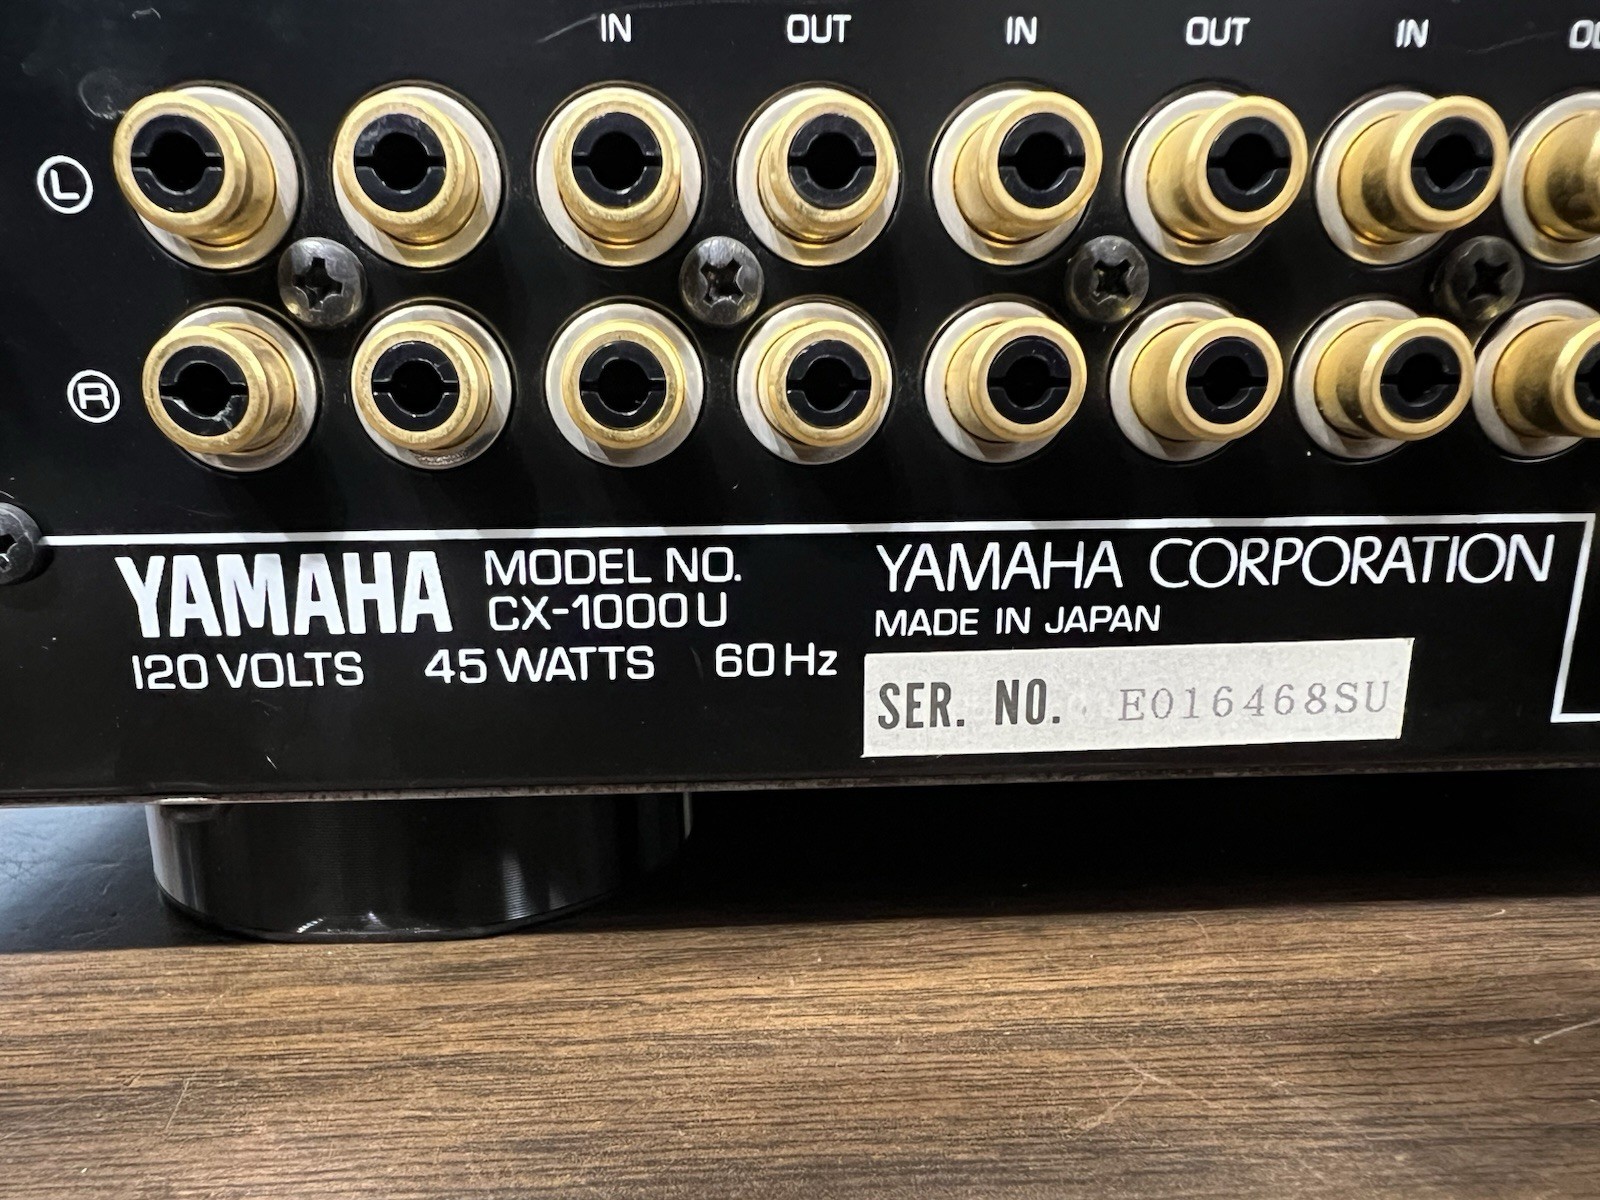 IN OUT IN OUT IN
L
R
YAMAHA MODEL NO.
CX-1000U
120 VOLTS 45 WATTS 60 Hz
YAMAHA CORPORATION
MADE IN JAPAN
SER. NO. E016468SU